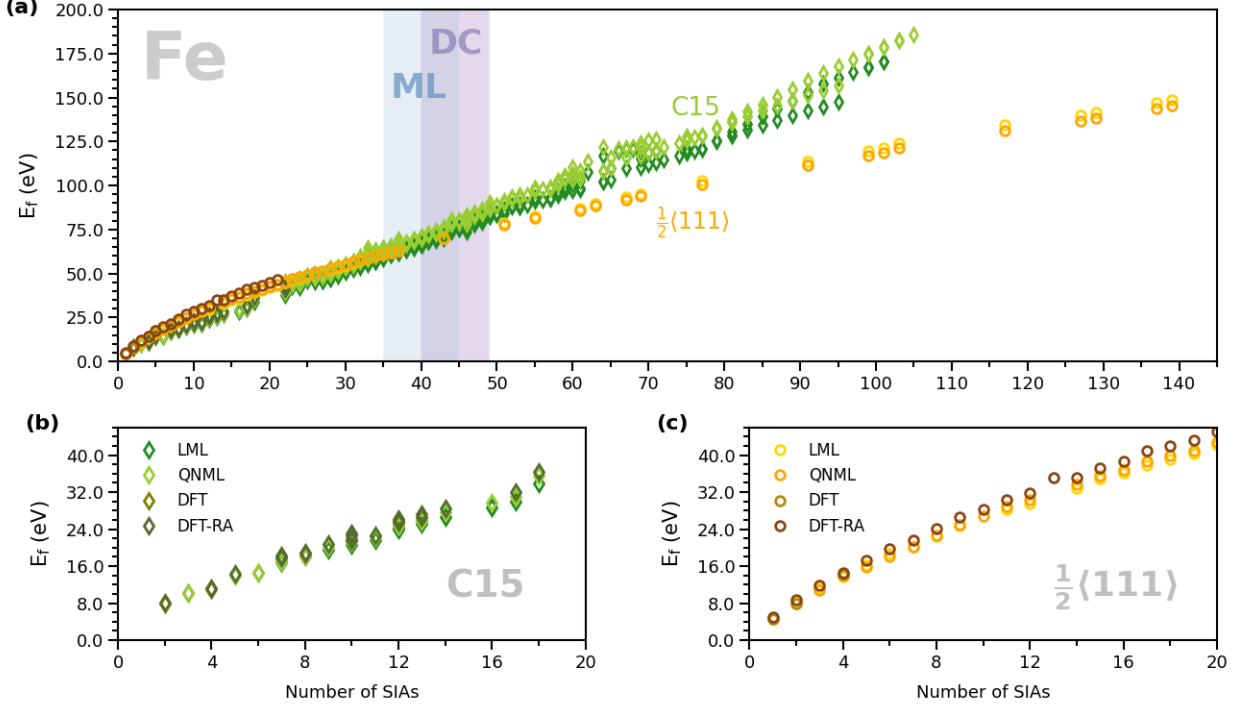 (a)
200.0
175.0
150.0
125.0
100.0
75.0
50.0
25.0
0.0
E_f (eV)
Fe
ML
DC
C15
1/2⟨111⟩
0 10 20 30 40 50 60 70 80 90 100 110 120 130 140
(b)
40.0
32.0
24.0
16.0
8.0
0.0
E_f (eV)
LML
QNML
DFT
DFT-RA
C15
0 4 8 12 16 20
Number of SIAs
(c)
40.0
32.0
24.0
16.0
8.0
0.0
E_f (eV)
LML
QNML
DFT
DFT-RA
1/2⟨111⟩
0 4 8 12 16 20
Number of SIAs